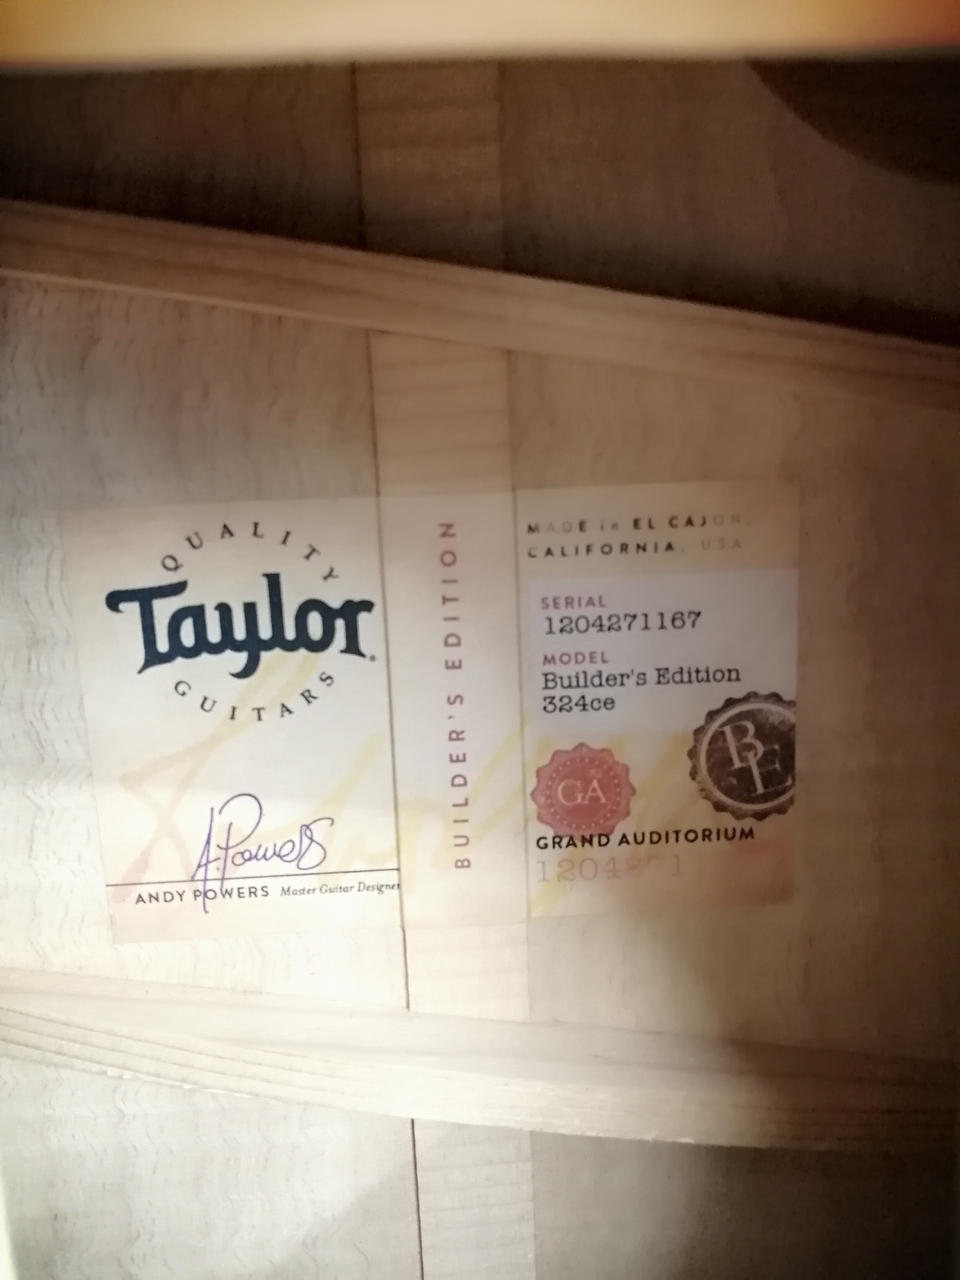 QUALITY
Taylor
GUITARS
A.Powers
ANDY POWERS Master Guitar Designer
BUILDER'S EDITION
MADE in EL CAJON,
CALIFORNIA, USA
SERIAL
1204271167
MODEL
Builder's Edition
324ce
BE
GA
GRAND AUDITORIUM